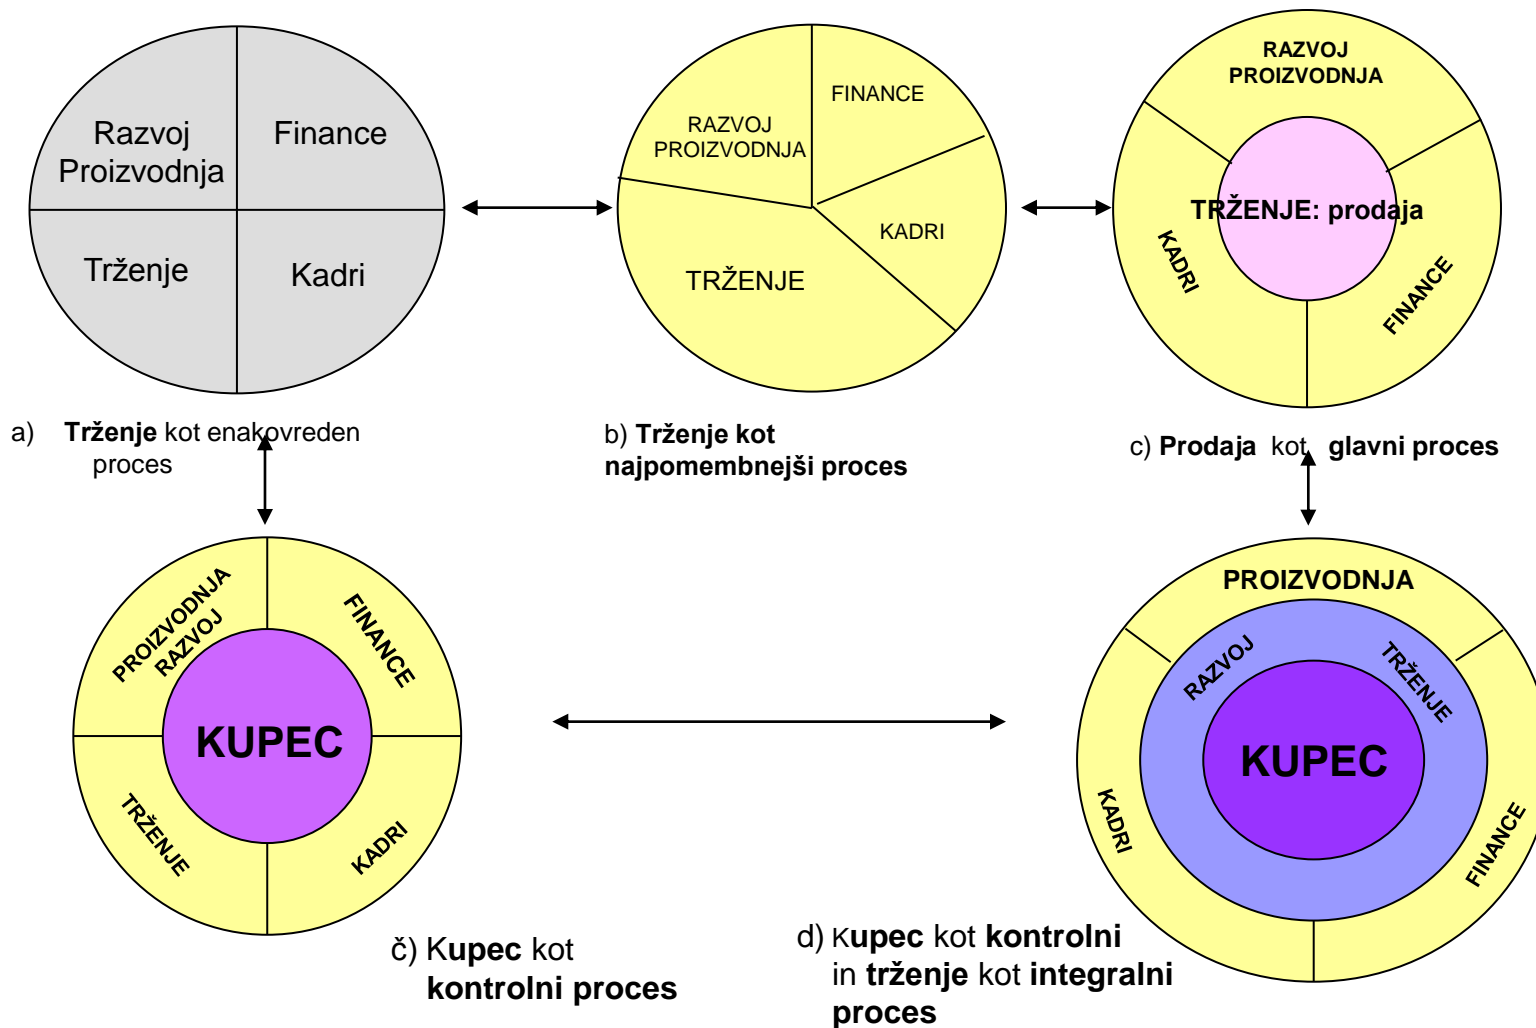 Razvoj
Proizvodnja
Finance
Trženje
Kadri
a) Trženje kot enakovreden
proces
RAZVOJ
PROIZVODNJA
FINANCE
KADRI
TRŽENJE
b) Trženje kot
najpomembnejši proces
RAZVOJ
PROIZVODNJA
TRŽENJE: prodaja
KADRI
FINANCE
c) Prodaja kot glavni proces
PROIZVODNJA
RAZVOJ
FINANCE
KUPEC
TRŽENJE
KADRI
č) Kupec kot
kontrolni proces
PROIZVODNJA
RAZVOJ
TRŽENJE
KUPEC
KADRI
FINANCE
d) Kupec kot kontrolni
in trženje kot integralni
proces